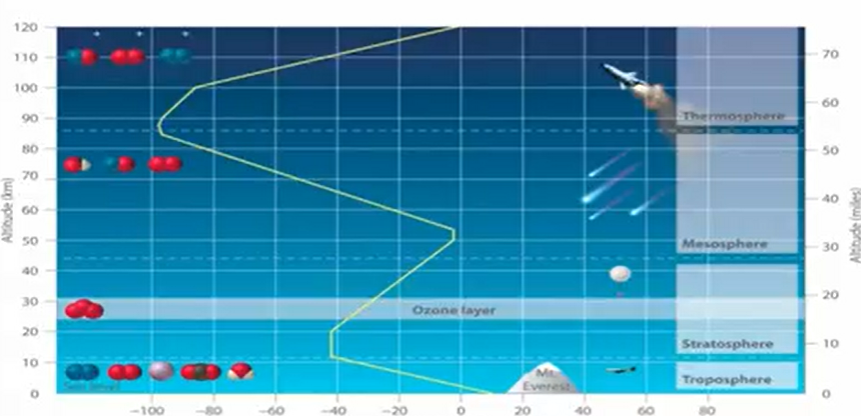 120
110
100
90
80
70
60
50
40
30
20
10
0
Altitude (km)
70
60
50
40
30
20
10
0
Altitude (miles)
Thermosphere
Mesosphere
Ozone layer
Stratosphere
Troposphere
Mt.
Everest
−100 −80 −60 −40 −20 0 20 40 60 80